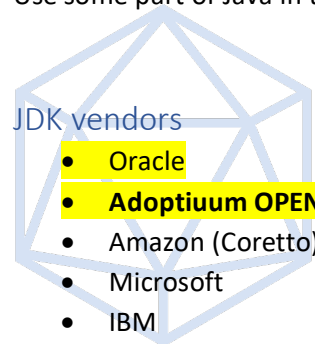 Use some part of Java in
JDK vendors
• Oracle
• Adoptiuum OPEN
• Amazon (Coretto)
• Microsoft
• IBM